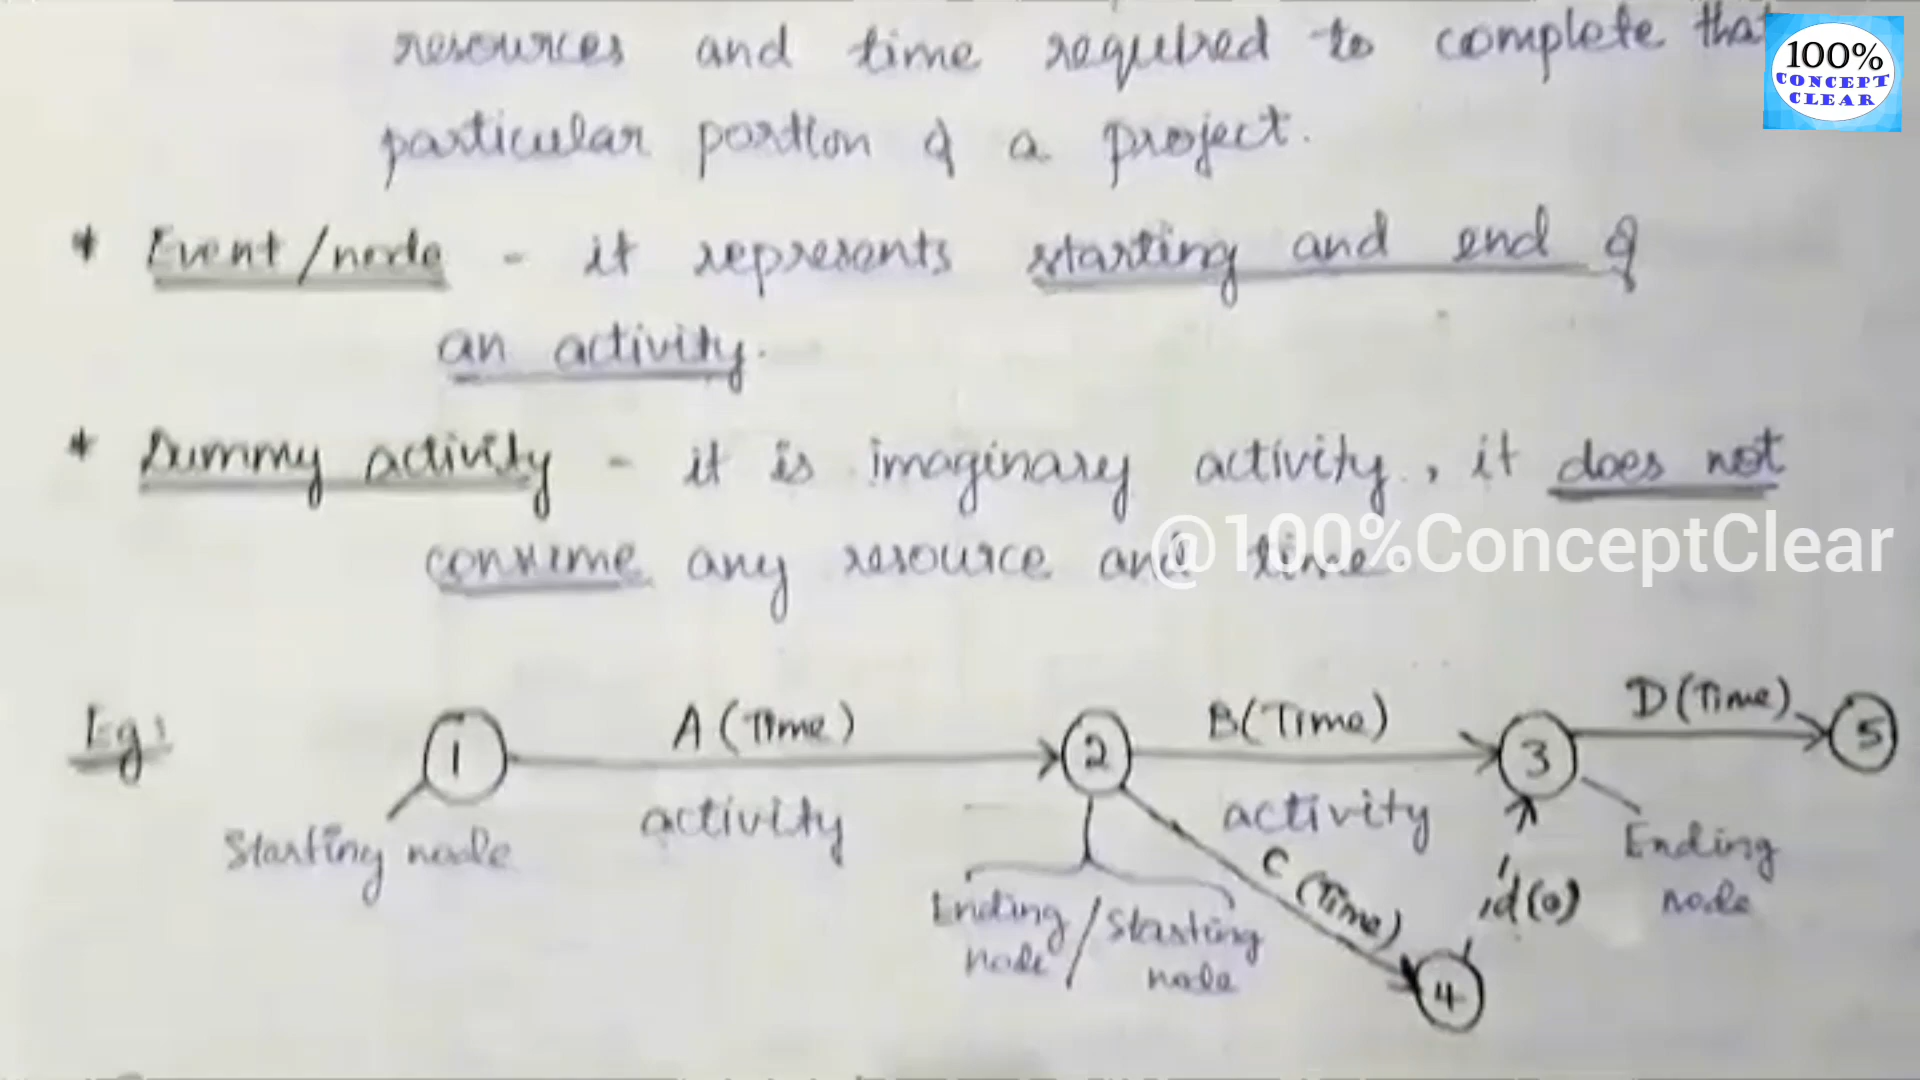 resources and time required to complete that
particular portion of a project.
* Event/node - it represents starting and end of
an activity.
* Dummy activity - it is imaginary activity, it does not
consume any resource and time.
Eg:
1
A (Time)
activity
2
B (Time)
activity
3
D (Time)
5
Starting node
Ending node / Starting node
C (Time)
d(0)
4
Ending
node
100%
CONCEPT
CLEAR
@100%ConceptClear